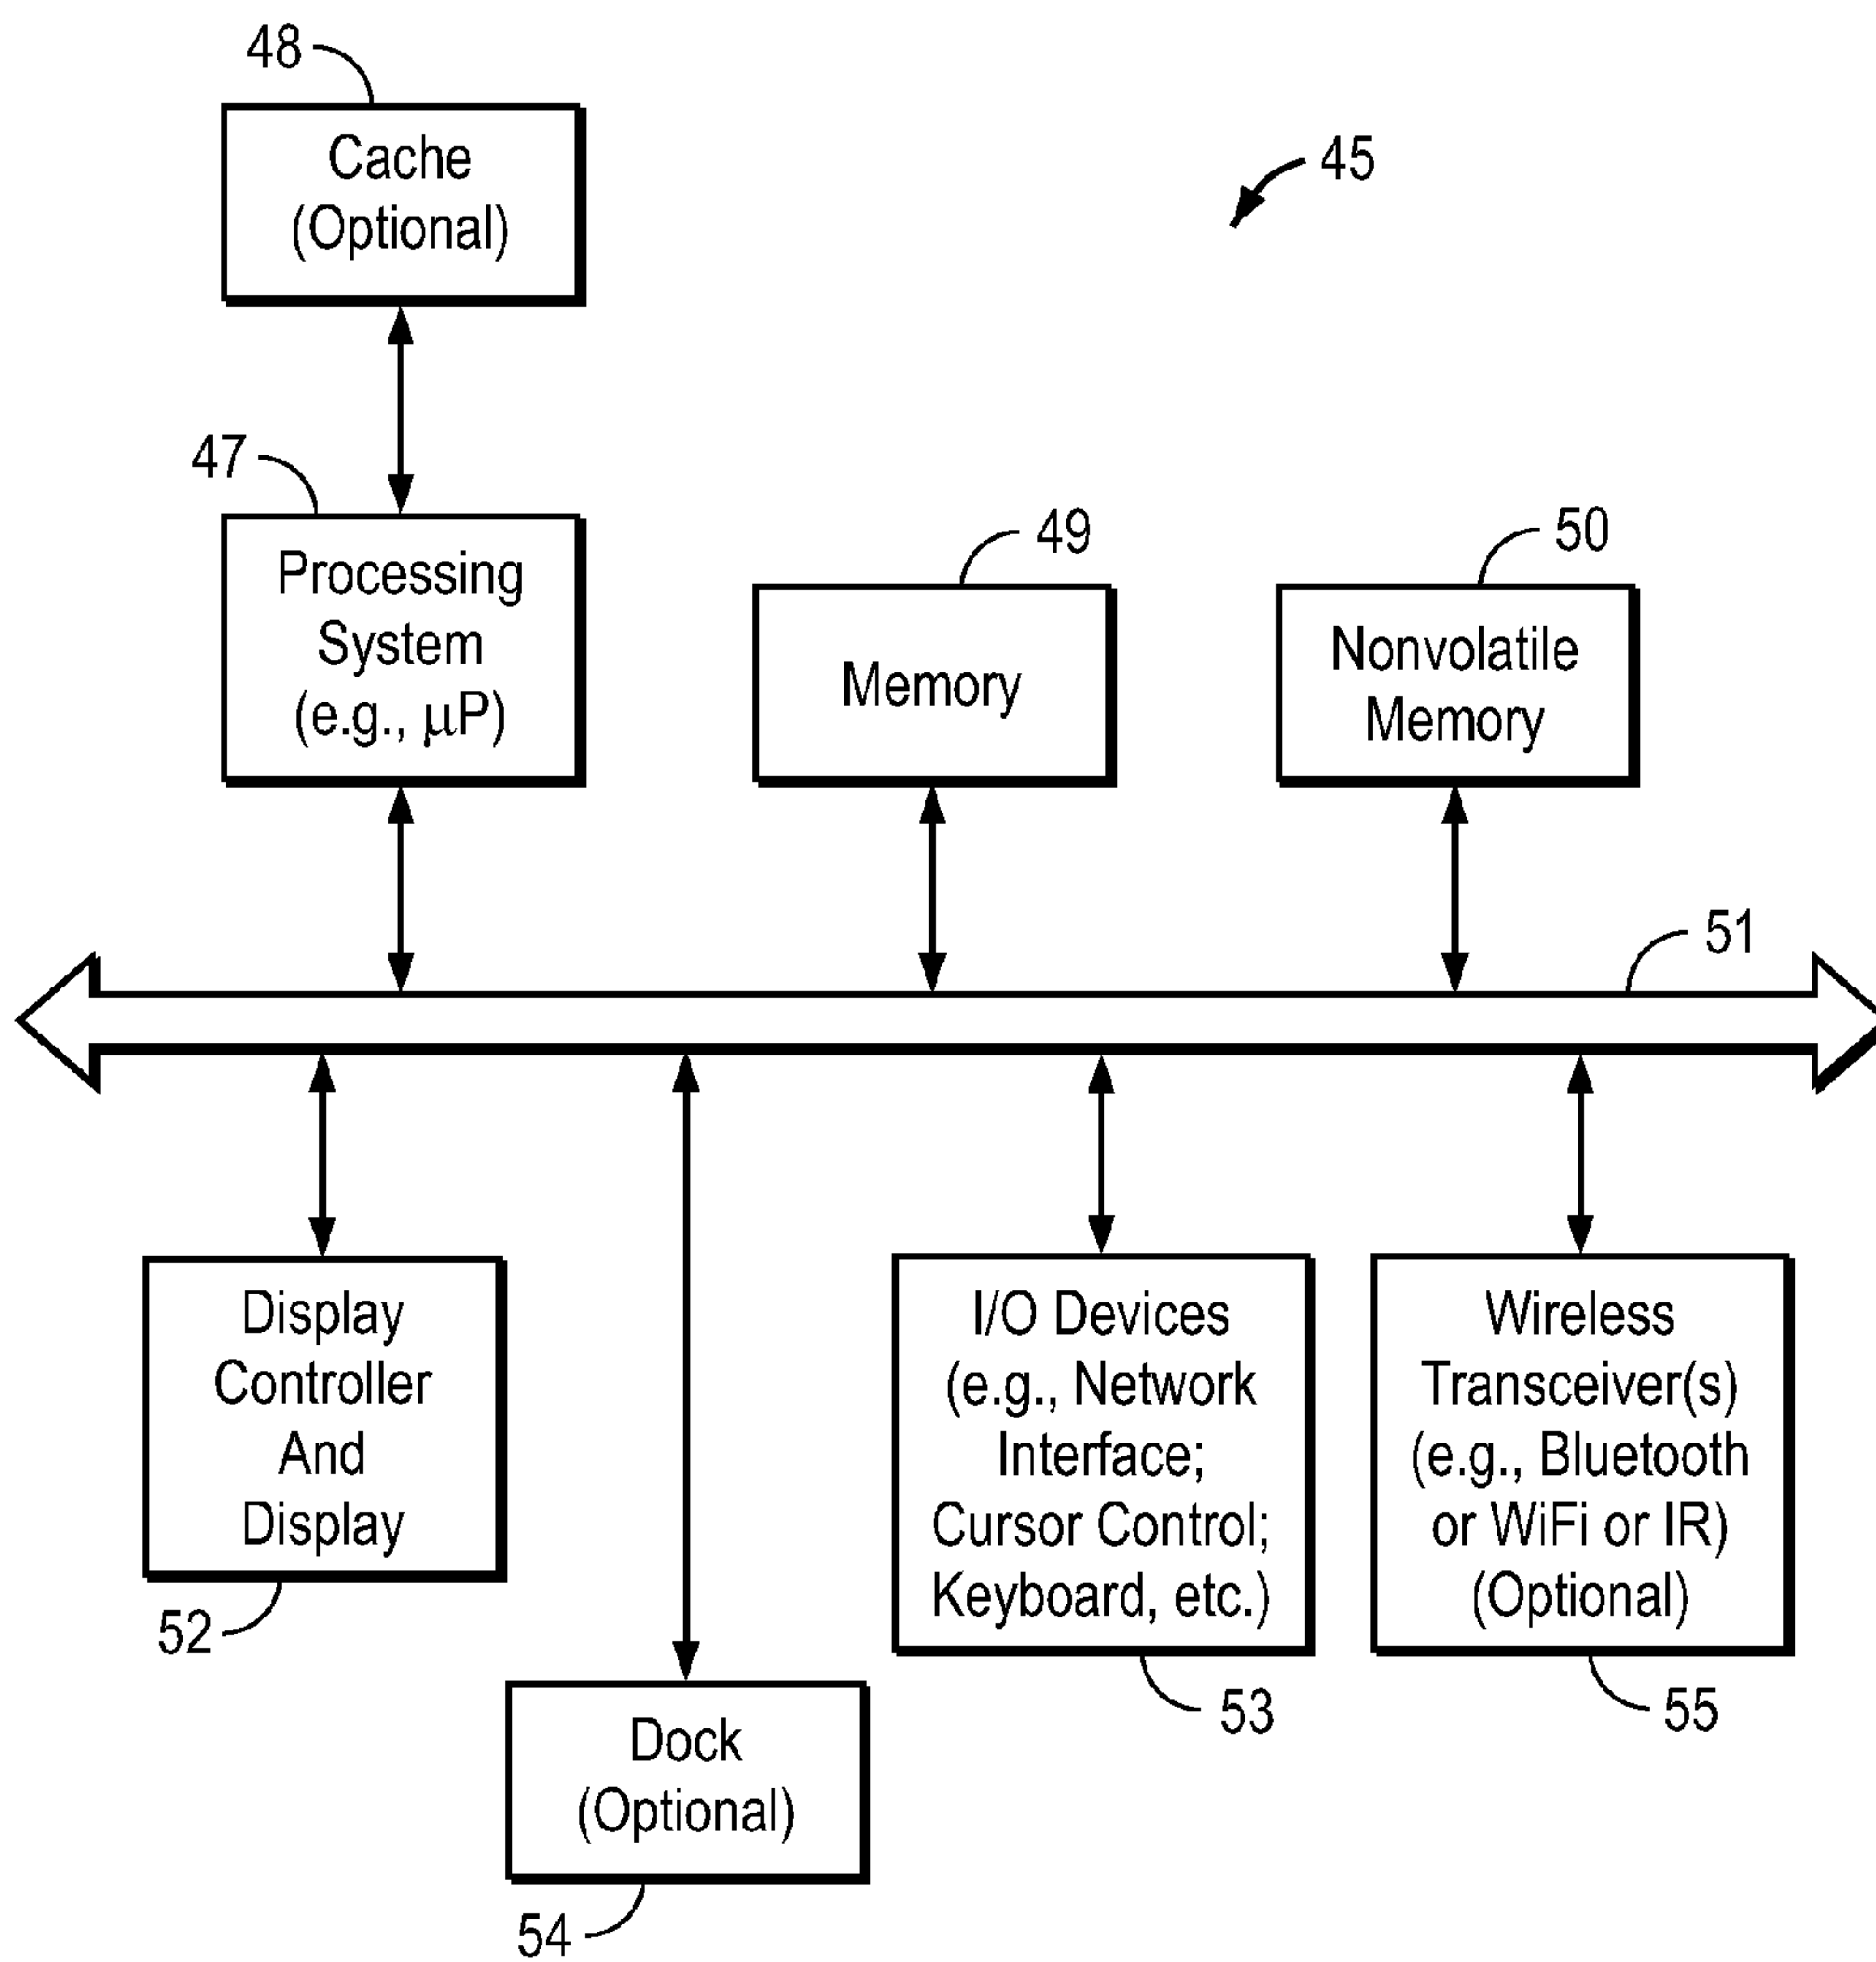 48
Cache
(Optional)
45
47
Processing
System
(e.g., μP)
49
Memory
50
Nonvolatile
Memory
51
Display
Controller
And
Display
52
Dock
(Optional)
54
I/O Devices
(e.g., Network
Interface;
Cursor Control;
Keyboard, etc.)
53
Wireless
Transceiver(s)
(e.g., Bluetooth
or WiFi or IR)
(Optional)
55